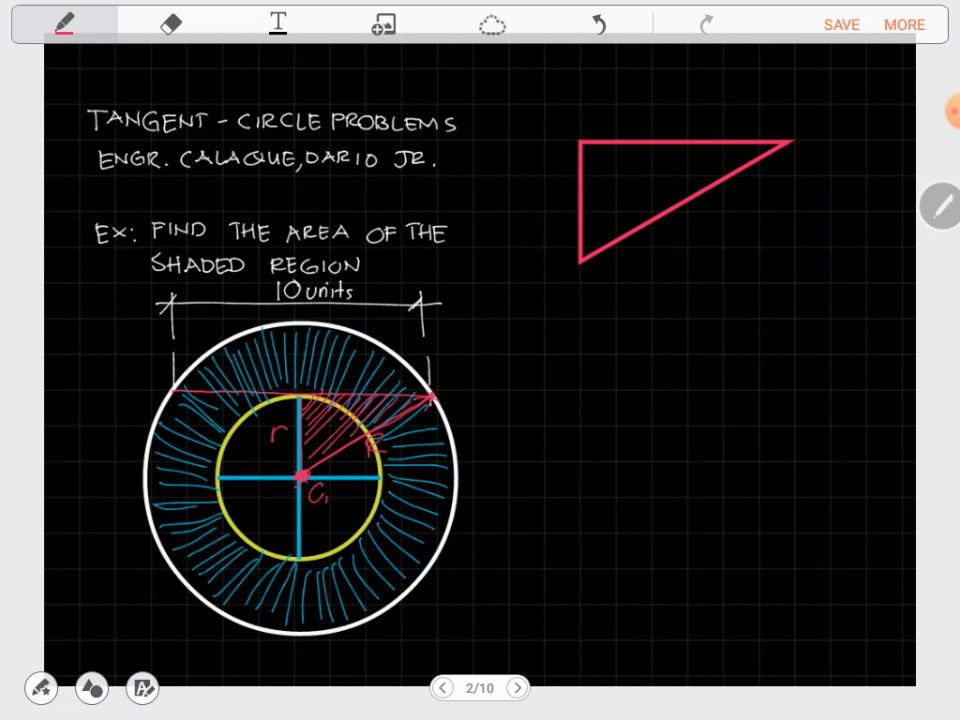 T
SAVE MORE
TANGENT - CIRCLE PROBLEMS
ENGR. CALAQUE, DARIO JR.
EX: FIND THE AREA OF THE
SHADED REGION
10 units
r
R
C₁
A
2/10